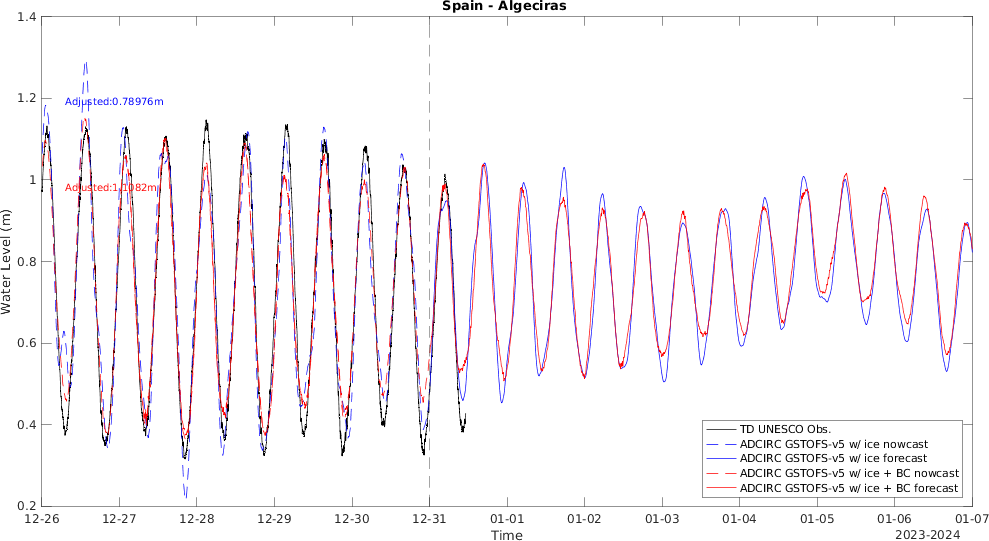 Spain - Algeciras
1.4
1.2
1
0.8
0.6
0.4
0.2
Water Level (m)
Adjusted:0.78976m
Adjusted:1.1082m
TD UNESCO Obs.
ADCIRC GSTOFS-v5 w/ ice nowcast
ADCIRC GSTOFS-v5 w/ ice forecast
ADCIRC GSTOFS-v5 w/ ice + BC nowcast
ADCIRC GSTOFS-v5 w/ ice + BC forecast
12-26 12-27 12-28 12-29 12-30 12-31 01-01 01-02 01-03 01-04 01-05 01-06 01-07
Time
2023-2024